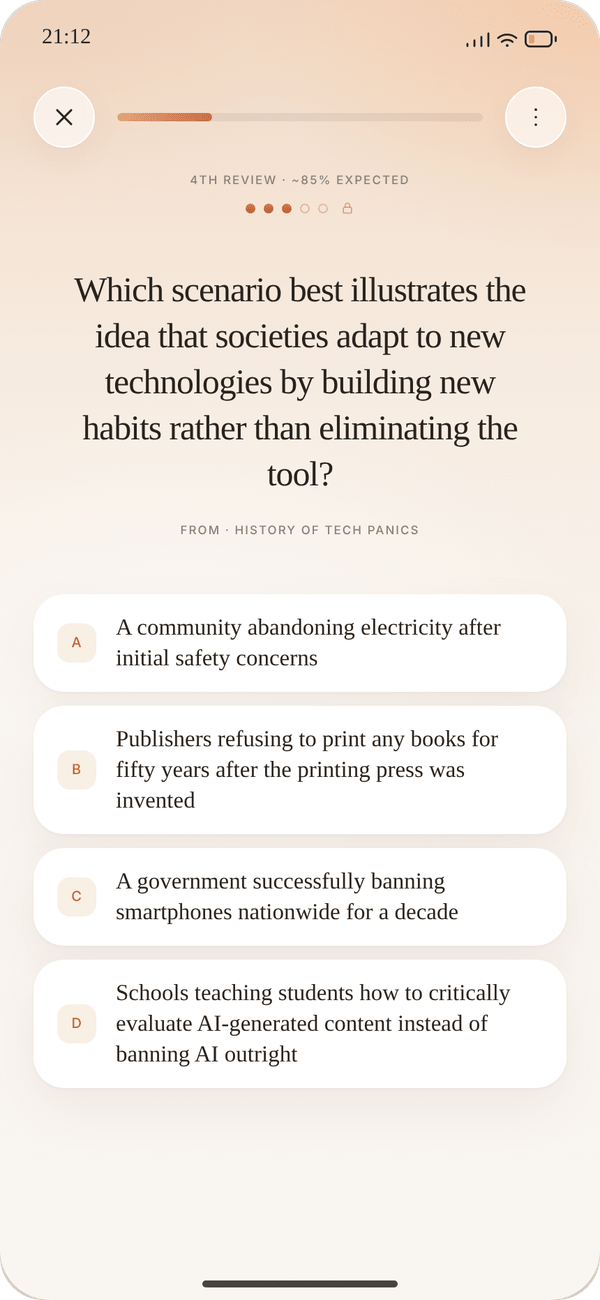 21:12
4TH REVIEW · ~85% EXPECTED
Which scenario best illustrates the
idea that societies adapt to new
technologies by building new
habits rather than eliminating the
tool?
FROM · HISTORY OF TECH PANICS
A
A community abandoning electricity after
initial safety concerns
B
Publishers refusing to print any books for
fifty years after the printing press was
invented
C
A government successfully banning
smartphones nationwide for a decade
D
Schools teaching students how to critically
evaluate AI-generated content instead of
banning AI outright